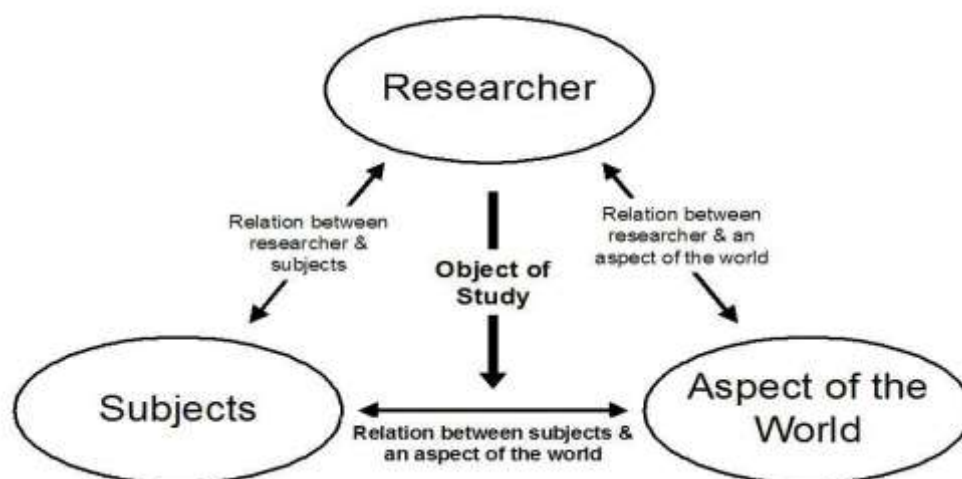 Researcher
Relation between
researcher &
subjects
Relation between
researcher & an
aspect of the world
Object of
Study
Subjects
Aspect of the
World
Relation between subjects &
an aspect of the world